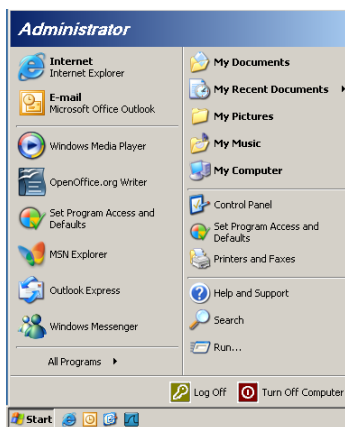 Administrator
Internet
Internet Explorer
E-mail
Microsoft Office Outlook
Windows Media Player
OpenOffice.org Writer
Set Program Access and
Defaults
MSN Explorer
Outlook Express
Windows Messenger
All Programs
My Documents
My Recent Documents
My Pictures
My Music
My Computer
Control Panel
Set Program Access and
Defaults
Printers and Faxes
Help and Support
Search
Run...
Log Off
Turn Off Computer
Start